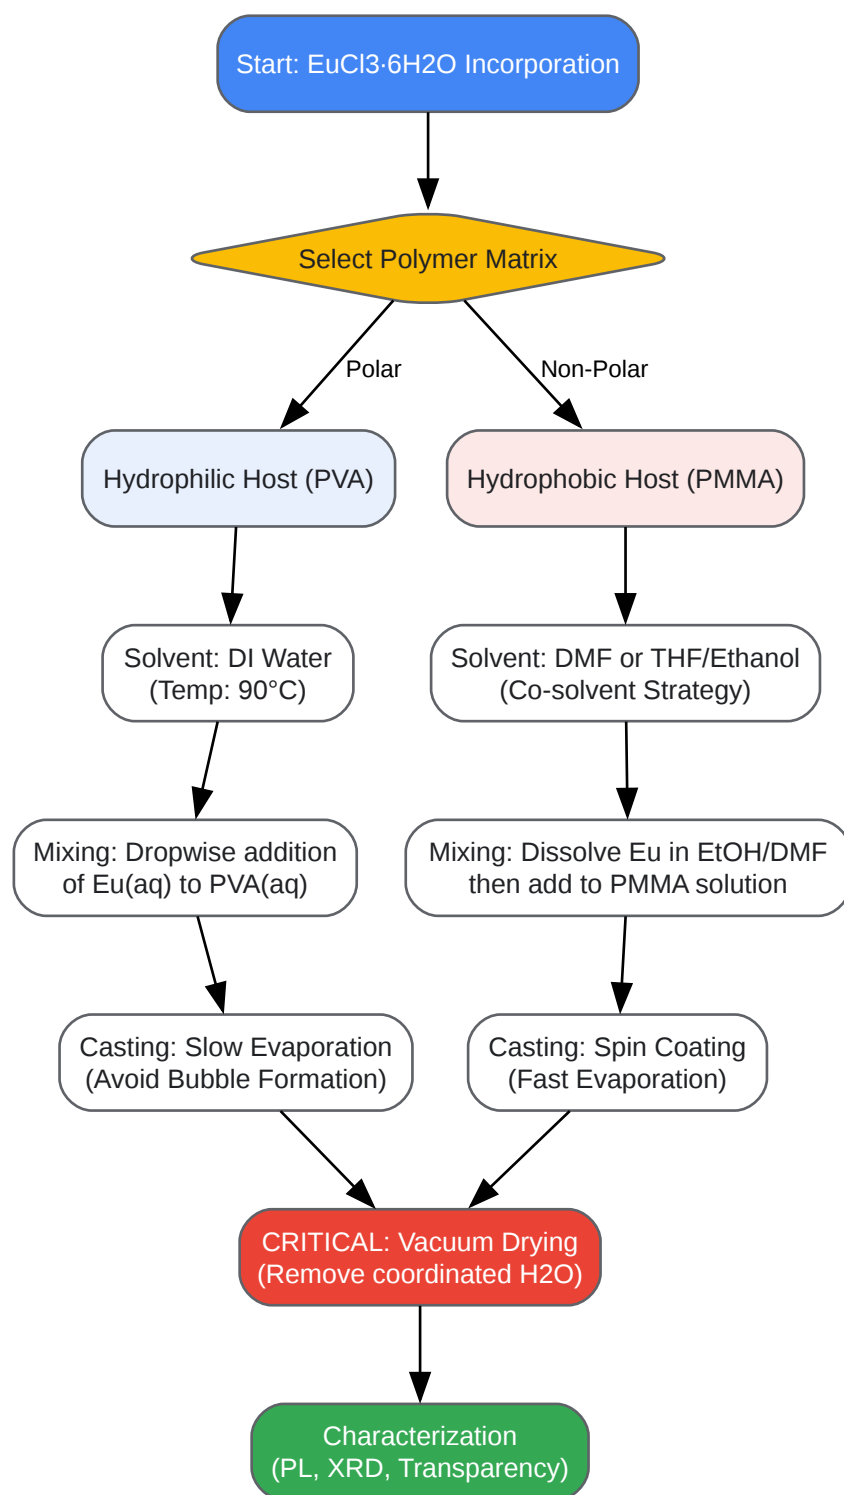 Start: EuCl3·6H2O Incorporation
Select Polymer Matrix
Polar
Non-Polar
Hydrophilic Host (PVA)
Hydrophobic Host (PMMA)
Solvent: DI Water
(Temp: 90°C)
Solvent: DMF or THF/Ethanol
(Co-solvent Strategy)
Mixing: Dropwise addition
of Eu(aq) to PVA(aq)
Mixing: Dissolve Eu in EtOH/DMF
then add to PMMA solution
Casting: Slow Evaporation
(Avoid Bubble Formation)
Casting: Spin Coating
(Fast Evaporation)
CRITICAL: Vacuum Drying
(Remove coordinated H2O)
Characterization
(PL, XRD, Transparency)